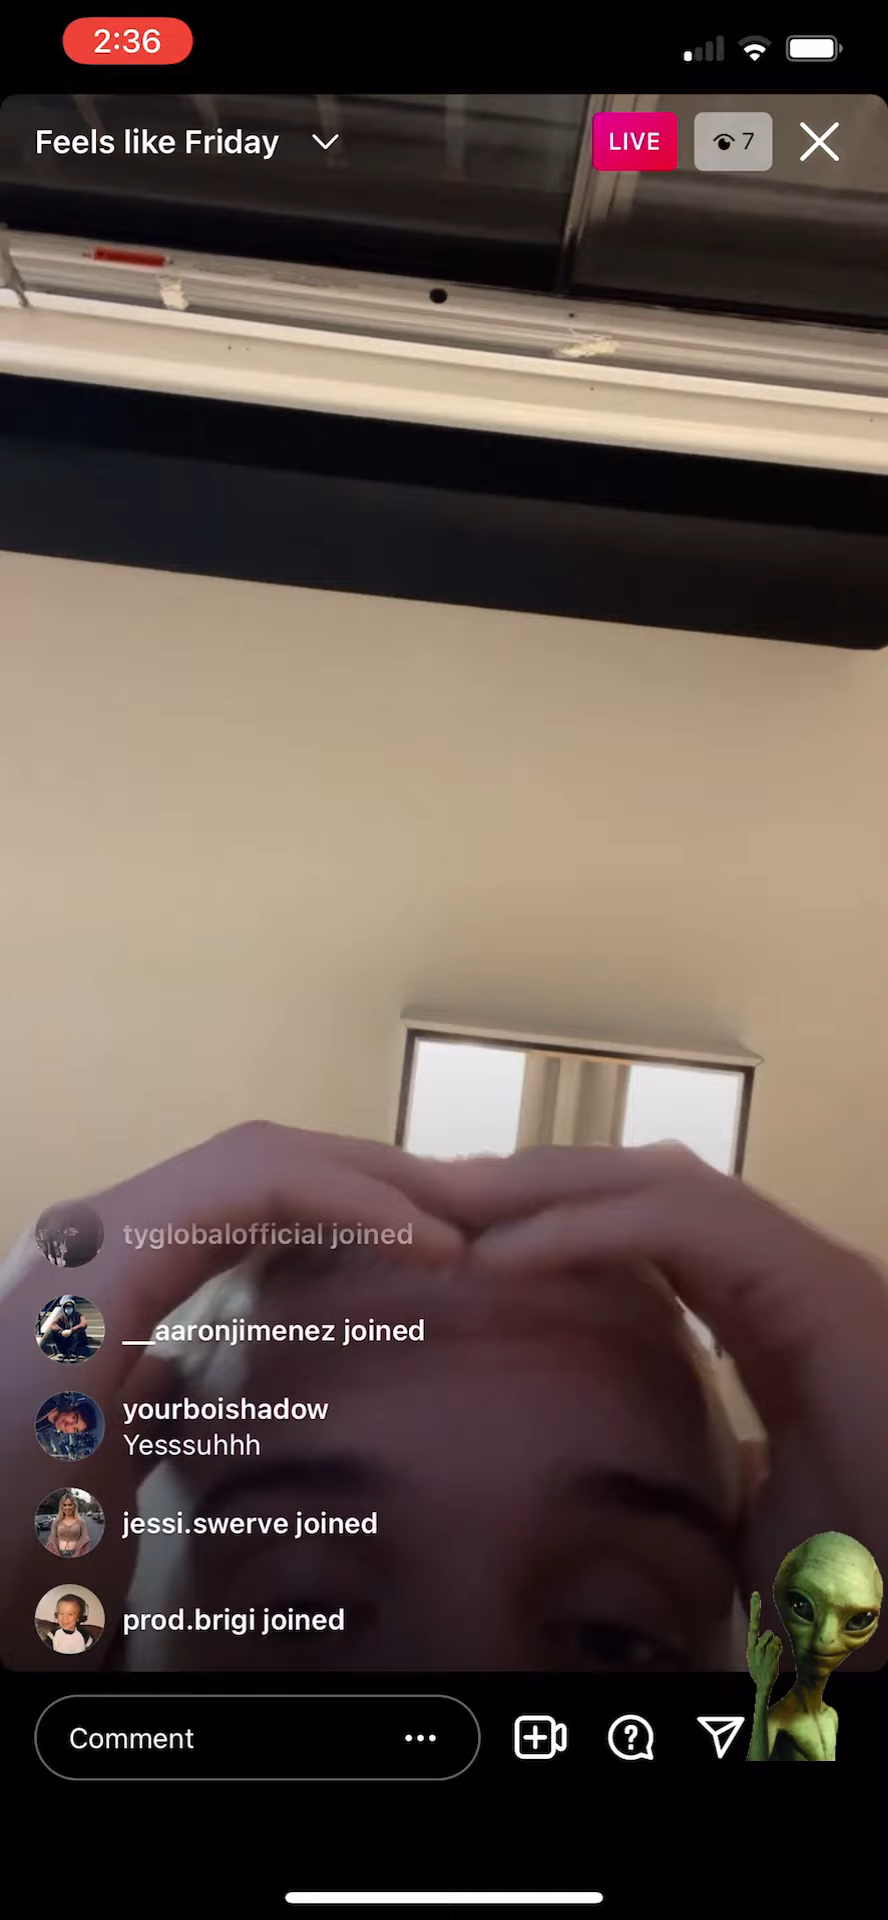 2:36
Feels like Friday
LIVE
7
tyglobalofficial joined
__aaronjimenez joined
yourboishadow
Yesssuhhh
jessi.swerve joined
prod.brigi joined
Comment